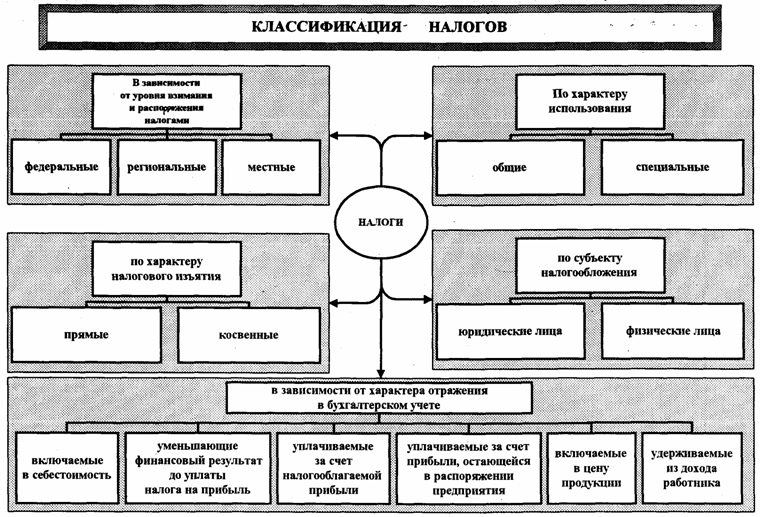 КЛАССИФИКАЦИЯ НАЛОГОВ
В зависимости
от уровня взимания
и распоряжения
налогами
федеральные
региональные
местные
По характеру
использования
общие
специальные
НАЛОГИ
по характеру
налогового изъятия
прямые
косвенные
по субъекту
налогообложения
юридические лица
физические лица
в зависимости от характера отражения
в бухгалтерском учете
включаемые
в себестоимость
уменьшающие
финансовый результат
до уплаты
налога на прибыль
уплачиваемые
за счет
налогооблагаемой
прибыли
уплачиваемые за счет
прибыли, остающейся
в распоряжении
предприятия
включаемые
в цену
продукции
удерживаемые
из дохода
работника